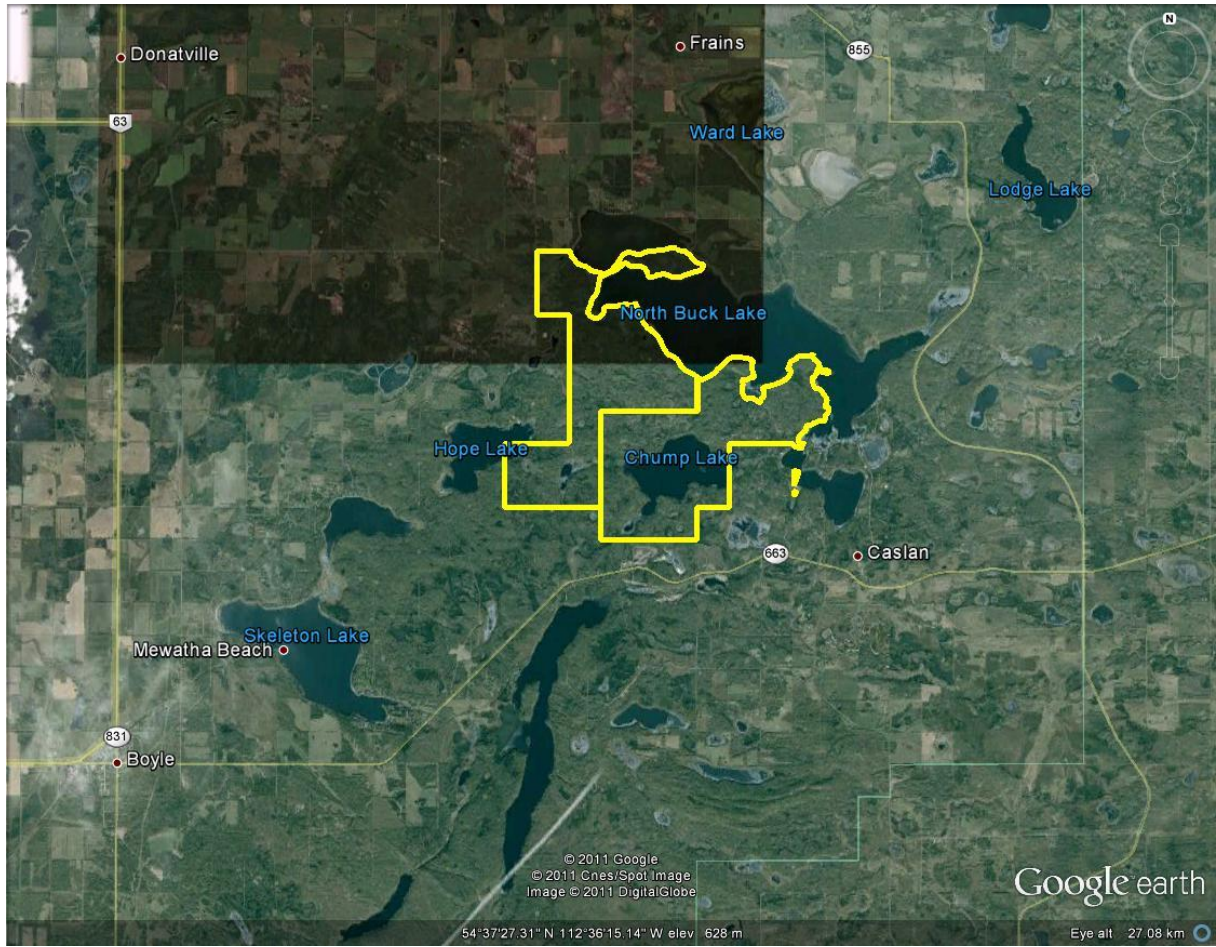 N
Donatville
Frains
855
63
Ward Lake
Lodge Lake
North Buck Lake
Hope Lake
Chump Lake
663
Caslan
Skeleton Lake
Mewatha Beach
831
Boyle
© 2011 Google
© 2011 Cnes/Spot Image
Image © 2011 DigitalGlobe
Google earth
54°37'27.31" N 112°36'15.14" W elev 628 m
Eye alt 27.08 km